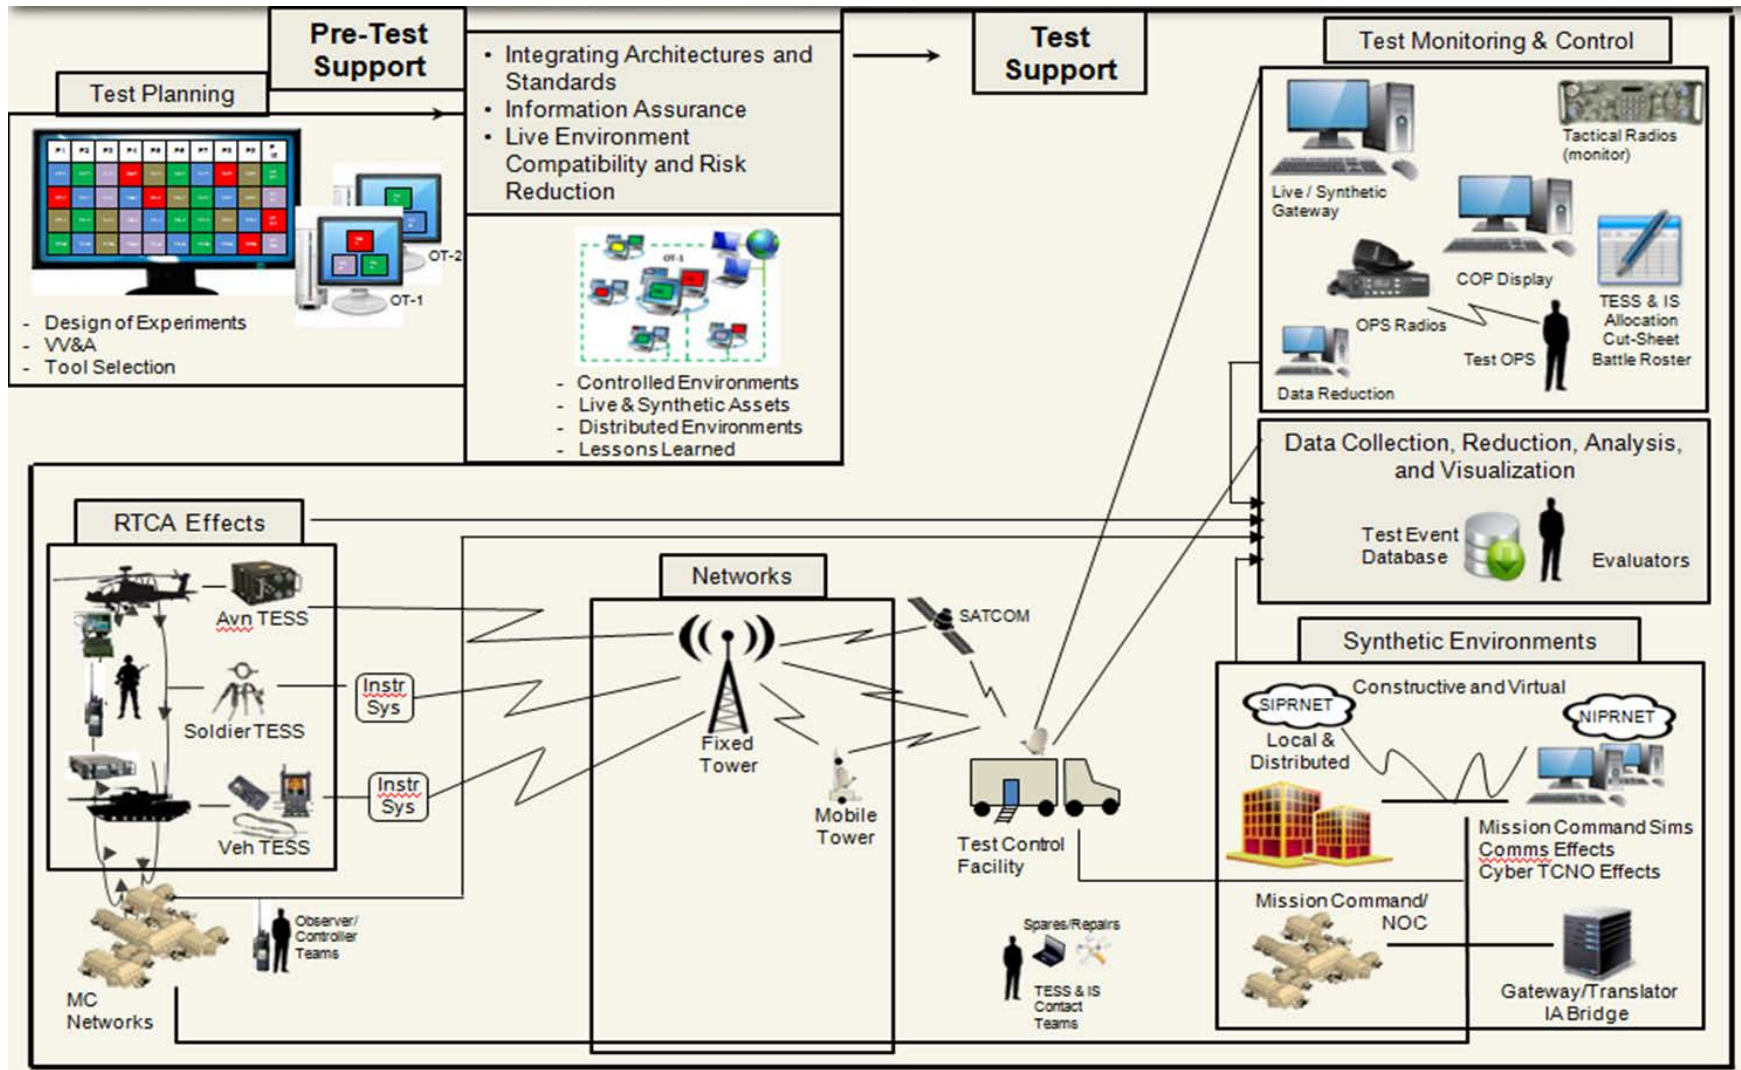 Pre-Test
Support
Test Planning
- Design of Experiments
- VV&A
- Tool Selection
OT-2
OT-1
• Integrating Architectures and
Standards
• Information Assurance
• Live Environment
Compatibility and Risk
Reduction
OT-1
- Controlled Environments
- Live & Synthetic Assets
- Distributed Environments
- Lessons Learned
Test
Support
Test Monitoring & Control
Live / Synthetic
Gateway
Tactical Radios
(monitor)
COP Display
OPS Radios
Test OPS
TESS & IS
Allocation
Cut-Sheet
Battle Roster
Data Reduction
Data Collection, Reduction, Analysis,
and Visualization
Test Event
Database
Evaluators
RTCA Effects
Avn TESS
Soldier TESS
Veh TESS
Instr
Sys
Instr
Sys
MC
Networks
Observer/
Controller
Teams
Networks
Fixed
Tower
Mobile
Tower
SATCOM
Test Control
Facility
Spares/Repairs
TESS & IS
Contact
Teams
Synthetic Environments
Constructive and Virtual
SIPRNET
NIPRNET
Local &
Distributed
Mission Command Sims
Comms Effects
Cyber TCNO Effects
Mission Command/
NOC
Gateway/Translator
IA Bridge